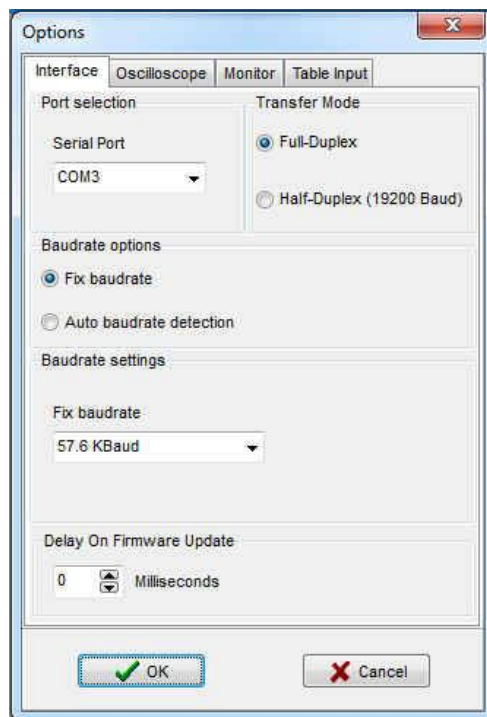 Options
Interface Oscilloscope Monitor Table Input
Port selection
Serial Port
COM3
Transfer Mode
Full-Duplex
Half-Duplex (19200 Baud)
Baudrate options
Fix baudrate
Auto baudrate detection
Baudrate settings
Fix baudrate
57.6 KBaud
Delay On Firmware Update
0 Milliseconds
OK Cancel